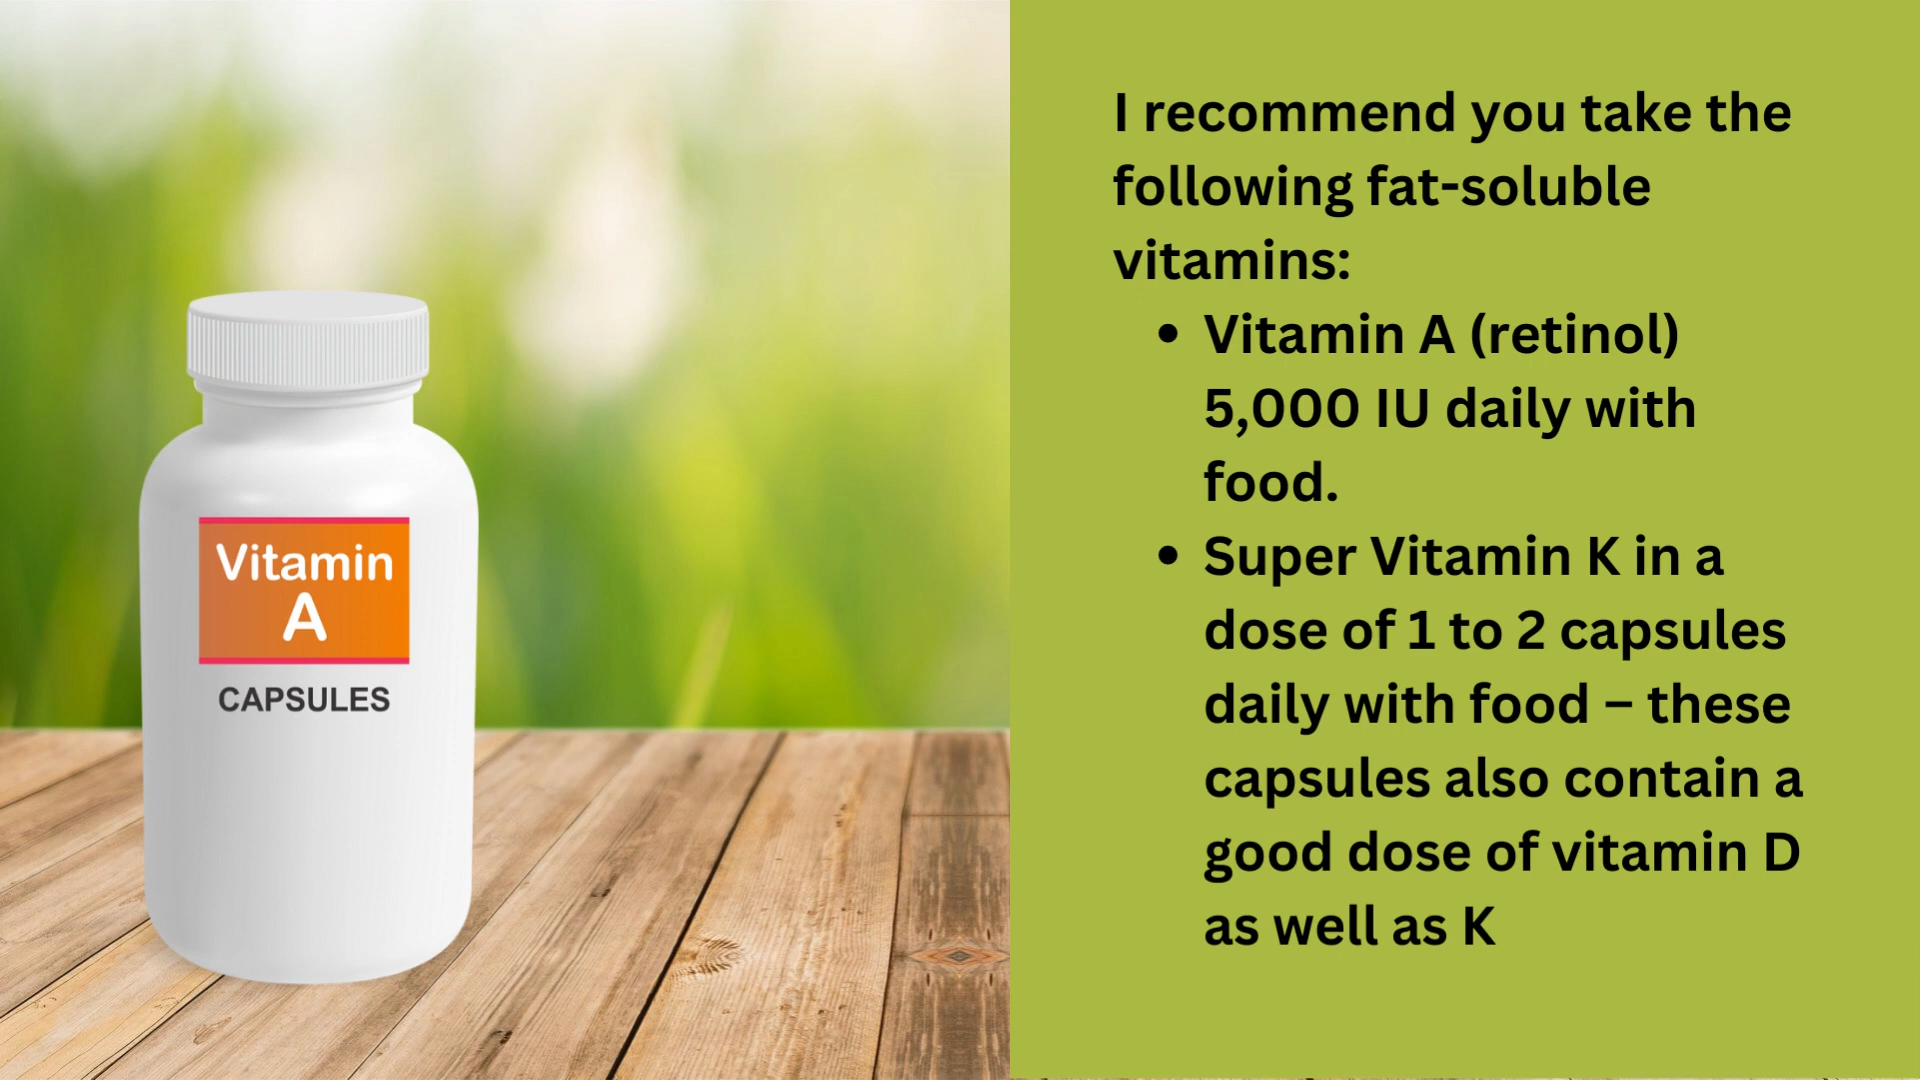 Vitamin
A
CAPSULES
I recommend you take the
following fat-soluble
vitamins:
• Vitamin A (retinol)
5,000 IU daily with
food.
• Super Vitamin K in a
dose of 1 to 2 capsules
daily with food – these
capsules also contain a
good dose of vitamin D
as well as K